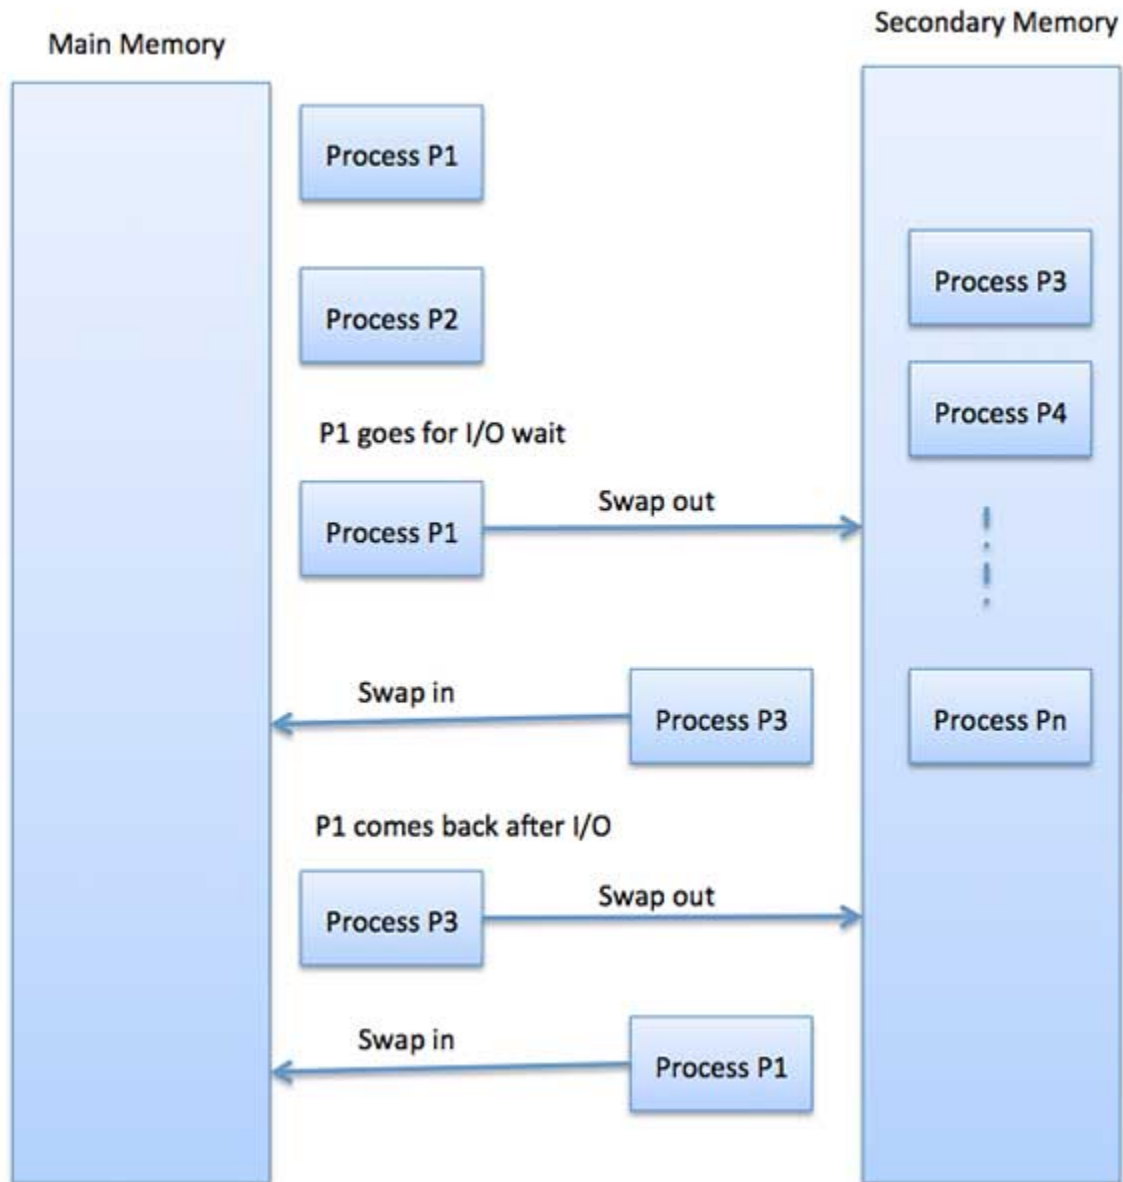 Main Memory
Secondary Memory
Process P1
Process P2
Process P3
Process P4
P1 goes for I/O wait
Process P1
Swap out
Swap in
Process P3
Process Pn
P1 comes back after I/O
Process P3
Swap out
Swap in
Process P1